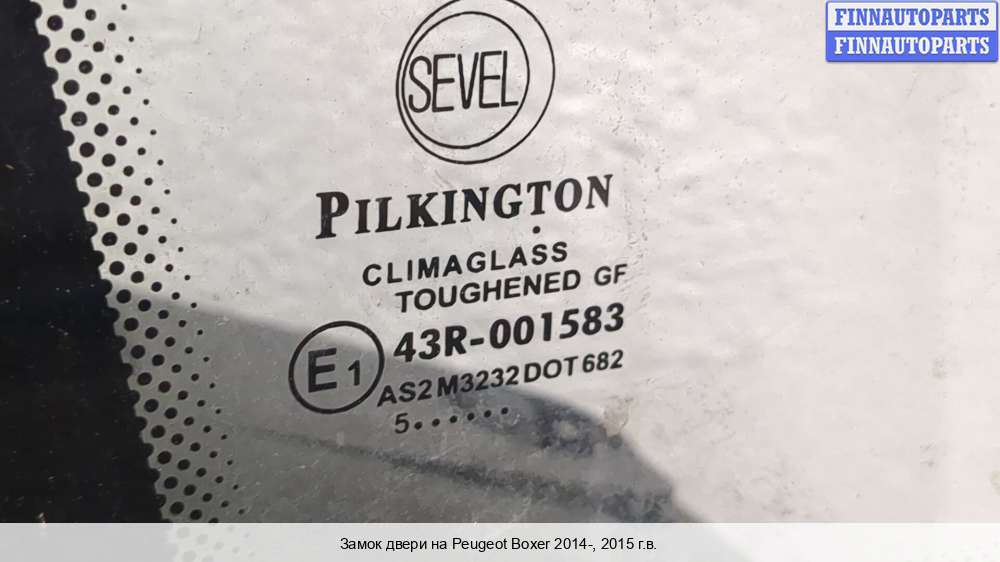 FINNAUTOPARTS
FINNAUTOPARTS
SEVEL
PILKINGTON
CLIMAGLASS
TOUGHENED GF
E1 43R-001583
AS2 M3232 DOT 682
5......
Замок двери на Peugeot Boxer 2014-, 2015 г.в.